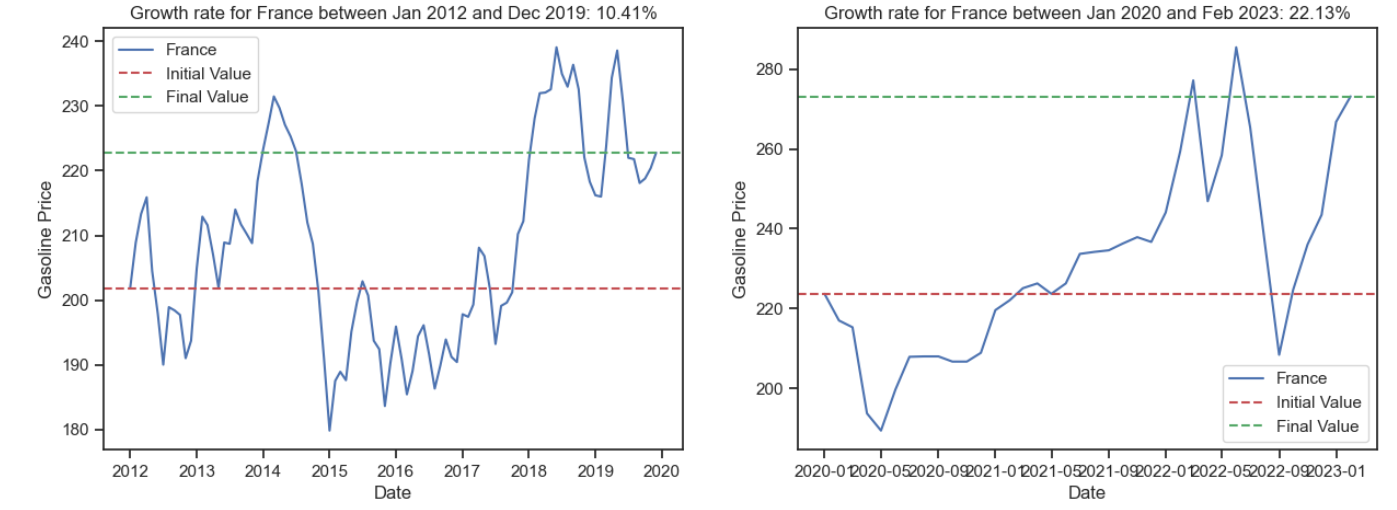 Growth rate for France between Jan 2012 and Dec 2019: 10.41%
240
230
220
210
200
190
180
Gasoline Price
France
Initial Value
Final Value
2012 2013 2014 2015 2016 2017 2018 2019 2020
Date
Growth rate for France between Jan 2020 and Feb 2023: 22.13%
280
260
240
220
200
Gasoline Price
France
Initial Value
Final Value
2020-01 2020-05 2020-09 2021-01 2021-05 2021-09 2022-01 2022-05 2022-09 2023-01
Date